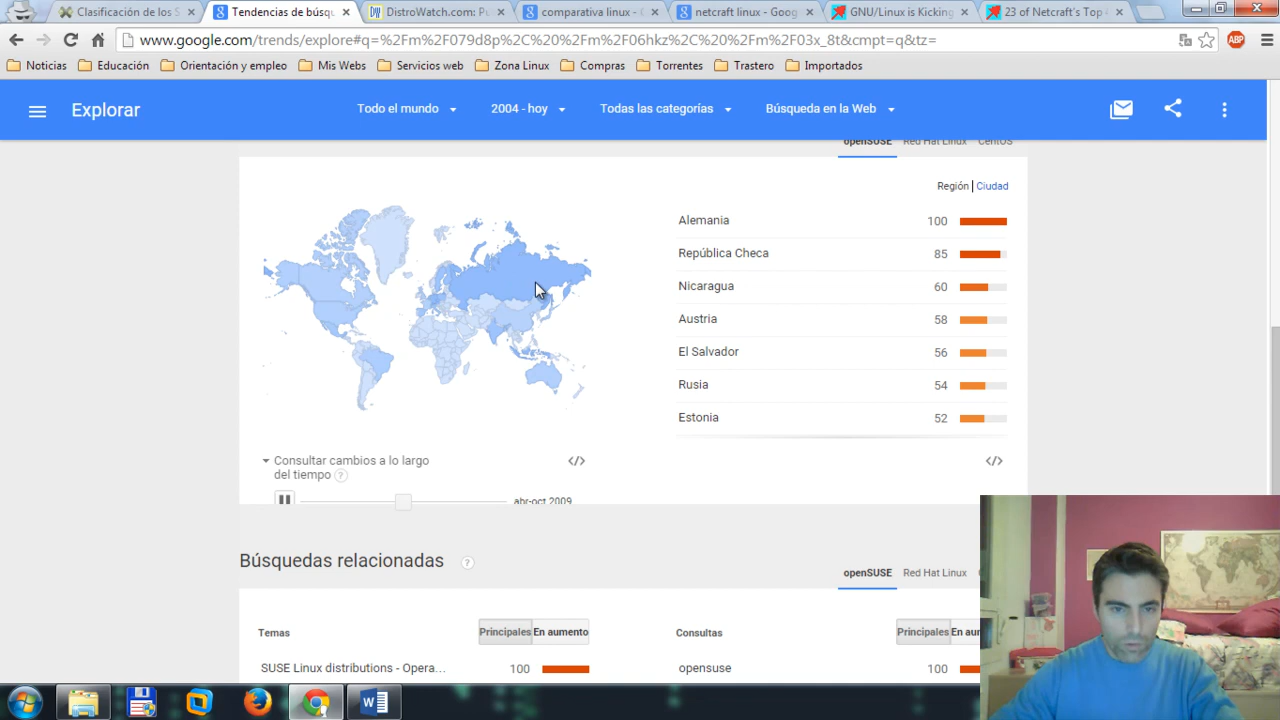 Clasificación de los S
Tendencias de búsqu
DistroWatch.com: Pu
comparativa linux - G
netcraft linux - Goog
GNU/Linux is Kicking
23 of Netcraft's Top
www.google.com/trends/explore#q=%2Fm%2F079d8p%2C%20%2Fm%2F06hkz%2C%20%2Fm%2F03x_8t&cmpt=q&tz=
ABP
Noticias
Educación
Orientación y empleo
Mis Webs
Servicios web
Zona Linux
Compras
Torrentes
Trastero
Importados
Explorar
Todo el mundo
2004 - hoy
Todas las categorías
Búsqueda en la Web
openSUSE Red Hat Linux CentOS
Región | Ciudad
Alemania 100
República Checa 85
Nicaragua 60
Austria 58
El Salvador 56
Rusia 54
Estonia 52
Consultar cambios a lo largo
del tiempo ?
</>
</>
abr-oct 2009
Búsquedas relacionadas ?
openSUSE Red Hat Linux
Temas Principales En aumento
Consultas Principales En aun
SUSE Linux distributions - Opera... 100
opensuse 100